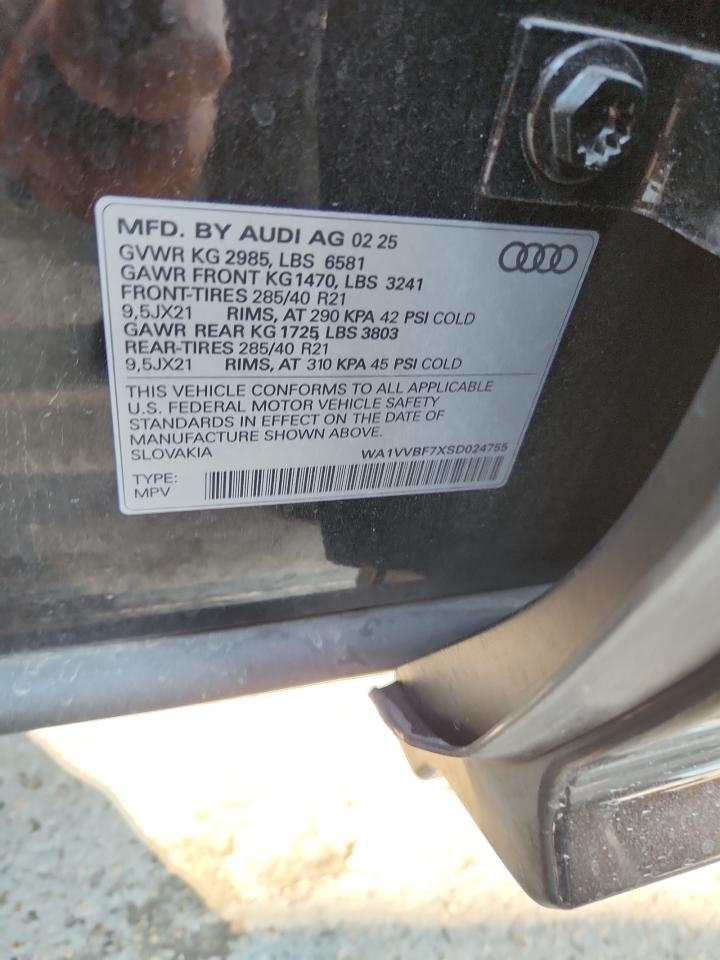 MFD. BY AUDI AG 02 25
GVWR KG 2985, LBS 6581
GAWR FRONT KG1470, LBS 3241
FRONT-TIRES 285/40 R21
9,5JX21 RIMS, AT 290 KPA 42 PSI COLD
GAWR REAR KG 1725, LBS 3803
REAR-TIRES 285/40 R21
9,5JX21 RIMS, AT 310 KPA 45 PSI COLD
THIS VEHICLE CONFORMS TO ALL APPLICABLE
U.S. FEDERAL MOTOR VEHICLE SAFETY
STANDARDS IN EFFECT ON THE DATE OF
MANUFACTURE SHOWN ABOVE.
SLOVAKIA WA1VVBF7XSD024755
TYPE:
MPV